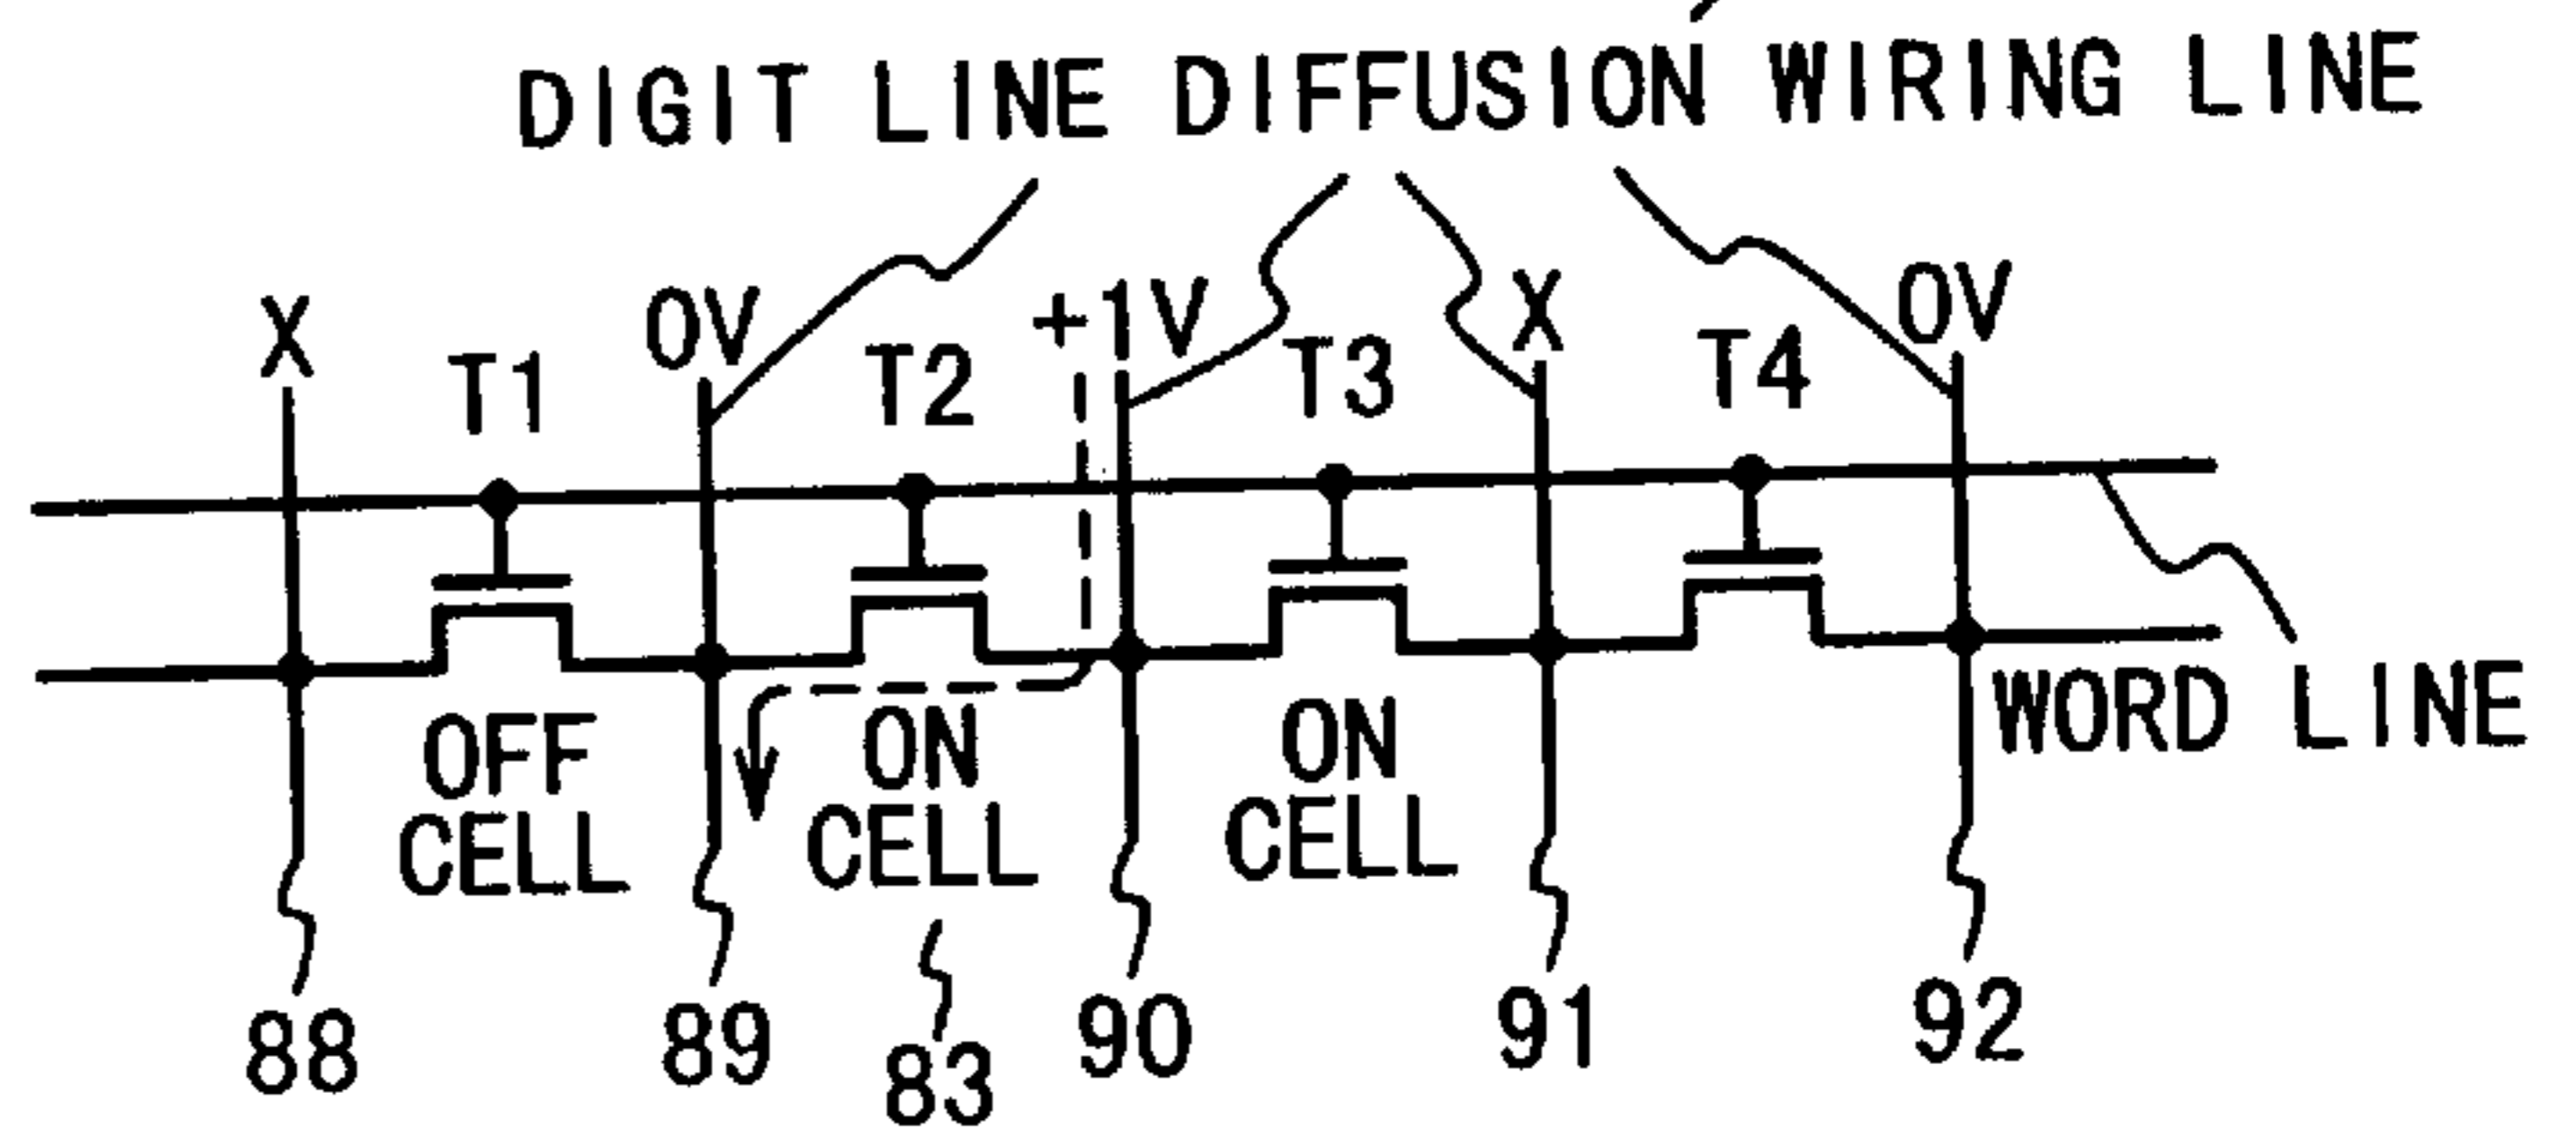 DIGIT LINE DIFFUSION WIRING LINE
X T1 0V T2 +1V T3 X T4 0V
OFF CELL
ON CELL
ON CELL
WORD LINE
88 89 83 90 91 92